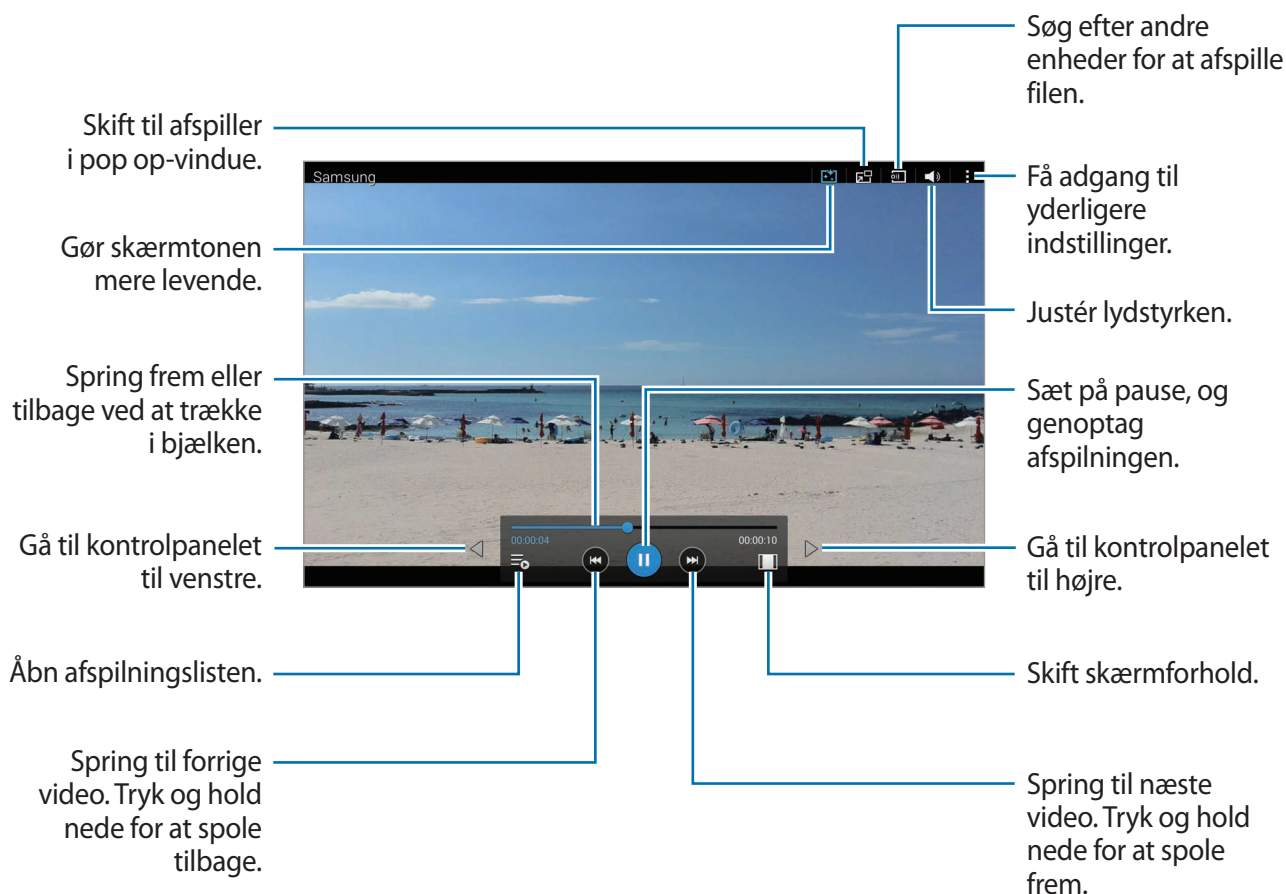 Søg efter andre
enheder for at afspille
filen.
Skift til afspiller
i pop op-vindue.
Samsung
Få adgang til
yderligere
indstillinger.
Gør skærmtonen
mere levende.
Justér lydstyrken.
Spring frem eller
tilbage ved at trække
i bjælken.
Sæt på pause, og
genoptag
afspilningen.
00:00:04
00:00:10
Gå til kontrolpanelet
til venstre.
Gå til kontrolpanelet
til højre.
Åbn afspilningslisten.
Skift skærmforhold.
Spring til forrige
video. Tryk og hold
nede for at spole
tilbage.
Spring til næste
video. Tryk og hold
nede for at spole
frem.